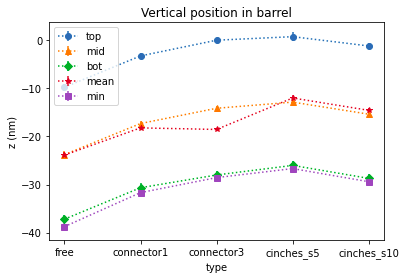 Vertical position in barrel
z (nm)
0
−10
−20
−30
−40
top
mid
bot
mean
min
free
connector1
connector3
cinches_s5
cinches_s10
type